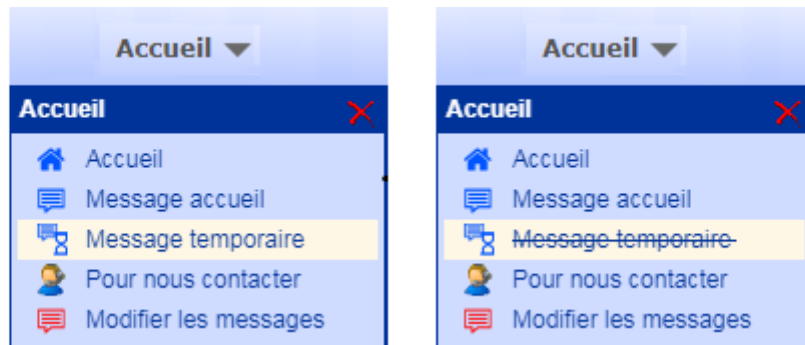 Accueil
Accueil
Accueil
Message accueil
Message temporaire
Pour nous contacter
Modifier les messages
Accueil
Accueil
Accueil
Message accueil
Message temporaire
Pour nous contacter
Modifier les messages